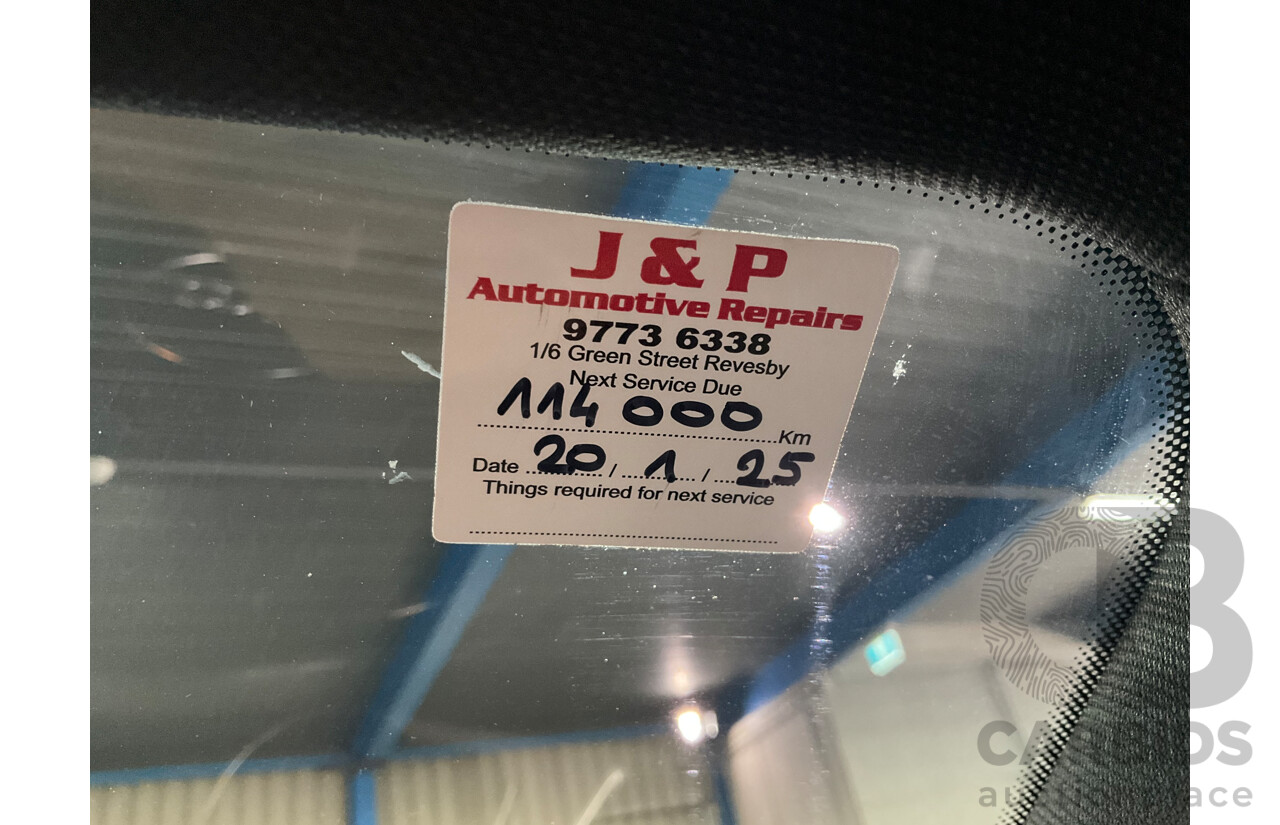 J & P
Automotive Repairs
9773 6338
1/6 Green Street Revesby
Next Service Due
114 000 Km
Date 20 / 1 / 25
Things required for next service